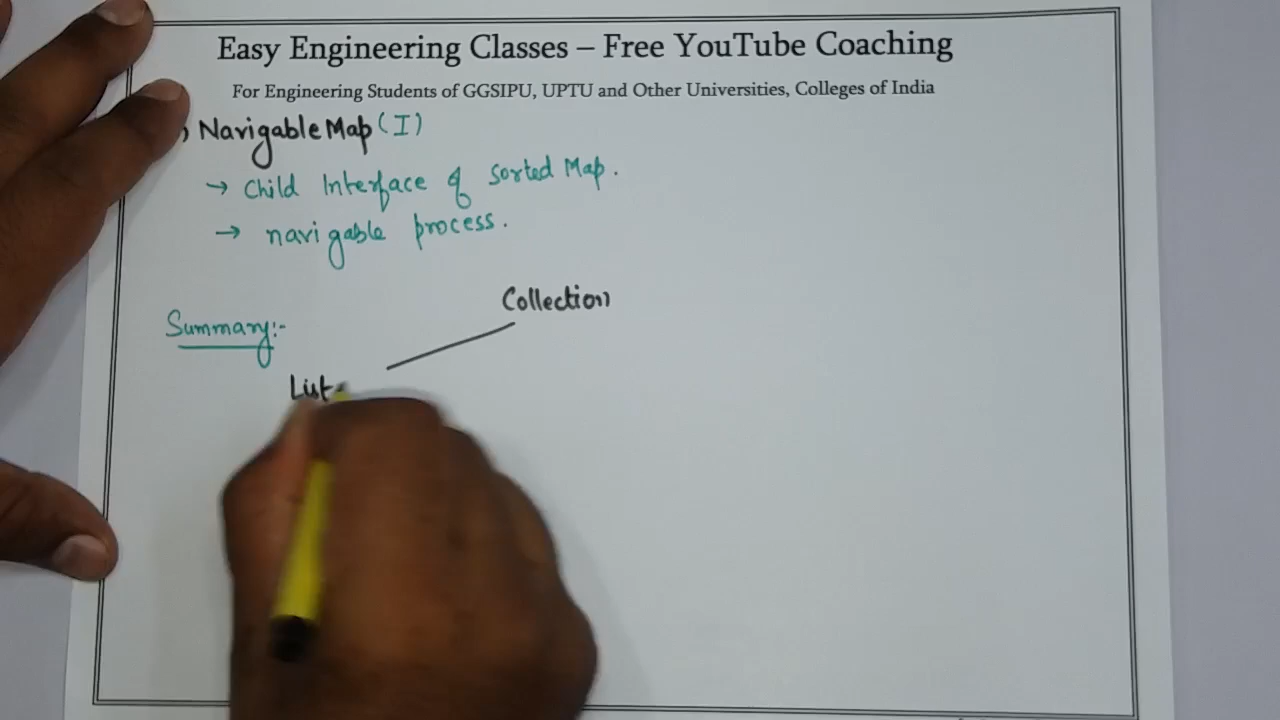 Easy Engineering Classes – Free YouTube Coaching
For Engineering Students of GGSIPU, UPTU and Other Universities, Colleges of India
NavigableMap (I)
→ Child Interface of Sorted Map.
→ navigable process.
Collection
Summary:-
List